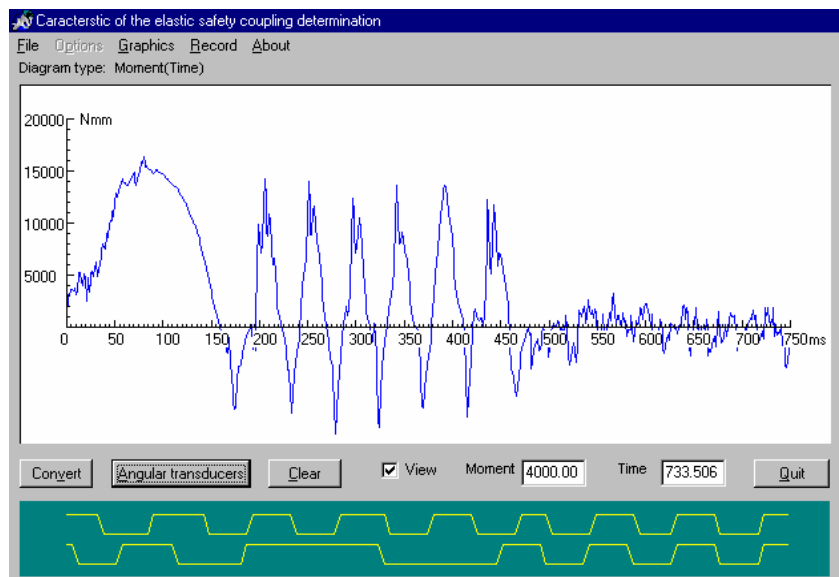 Caracterstic of the elastic safety coupling determination
File Options Graphics Record About
Diagram type: Moment(Time)
20000 Nmm
15000
10000
5000
0 50 100 150 200 250 300 350 400 450 500 550 600 650 700 750ms
Convert Angular transducers Clear View Moment 4000.00 Time 733.506 Quit